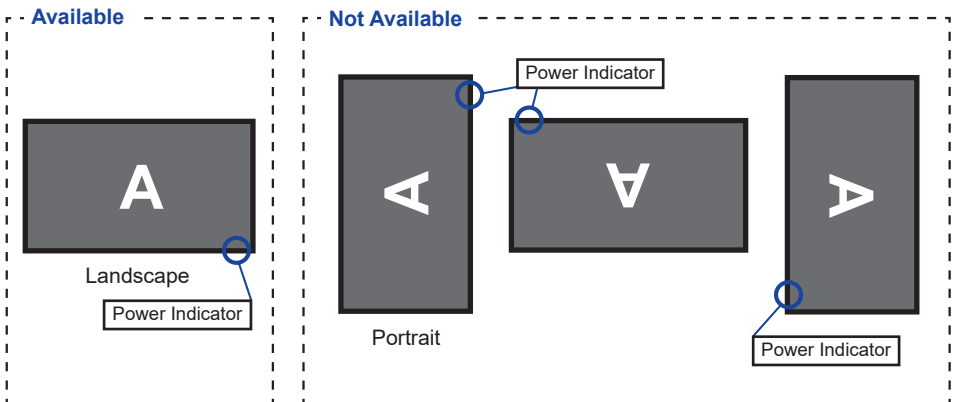 Available
Not Available
Power Indicator
A
A
A
A
Landscape
Power Indicator
Portrait
Power Indicator